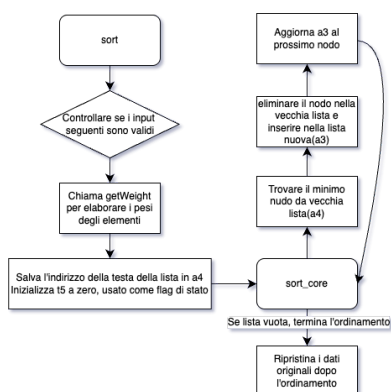 sort
Controllare se i input
seguenti sono validi
Chiama getWeight
per elaborare i pesi
degli elementi
Salva l'indirizzo della testa della lista in a4
Inizializza t5 a zero, usato come flag di stato
Aggiorna a3 al
prossimo nodo
eliminare il nodo nella
vecchia lista e
inserire nella lista
nuova(a3)
Trovare il minimo
nudo da vecchia
lista(a4)
sort_core
Se lista vuota, termina l'ordinamento
Ripristina i dati
originali dopo
l'ordinamento